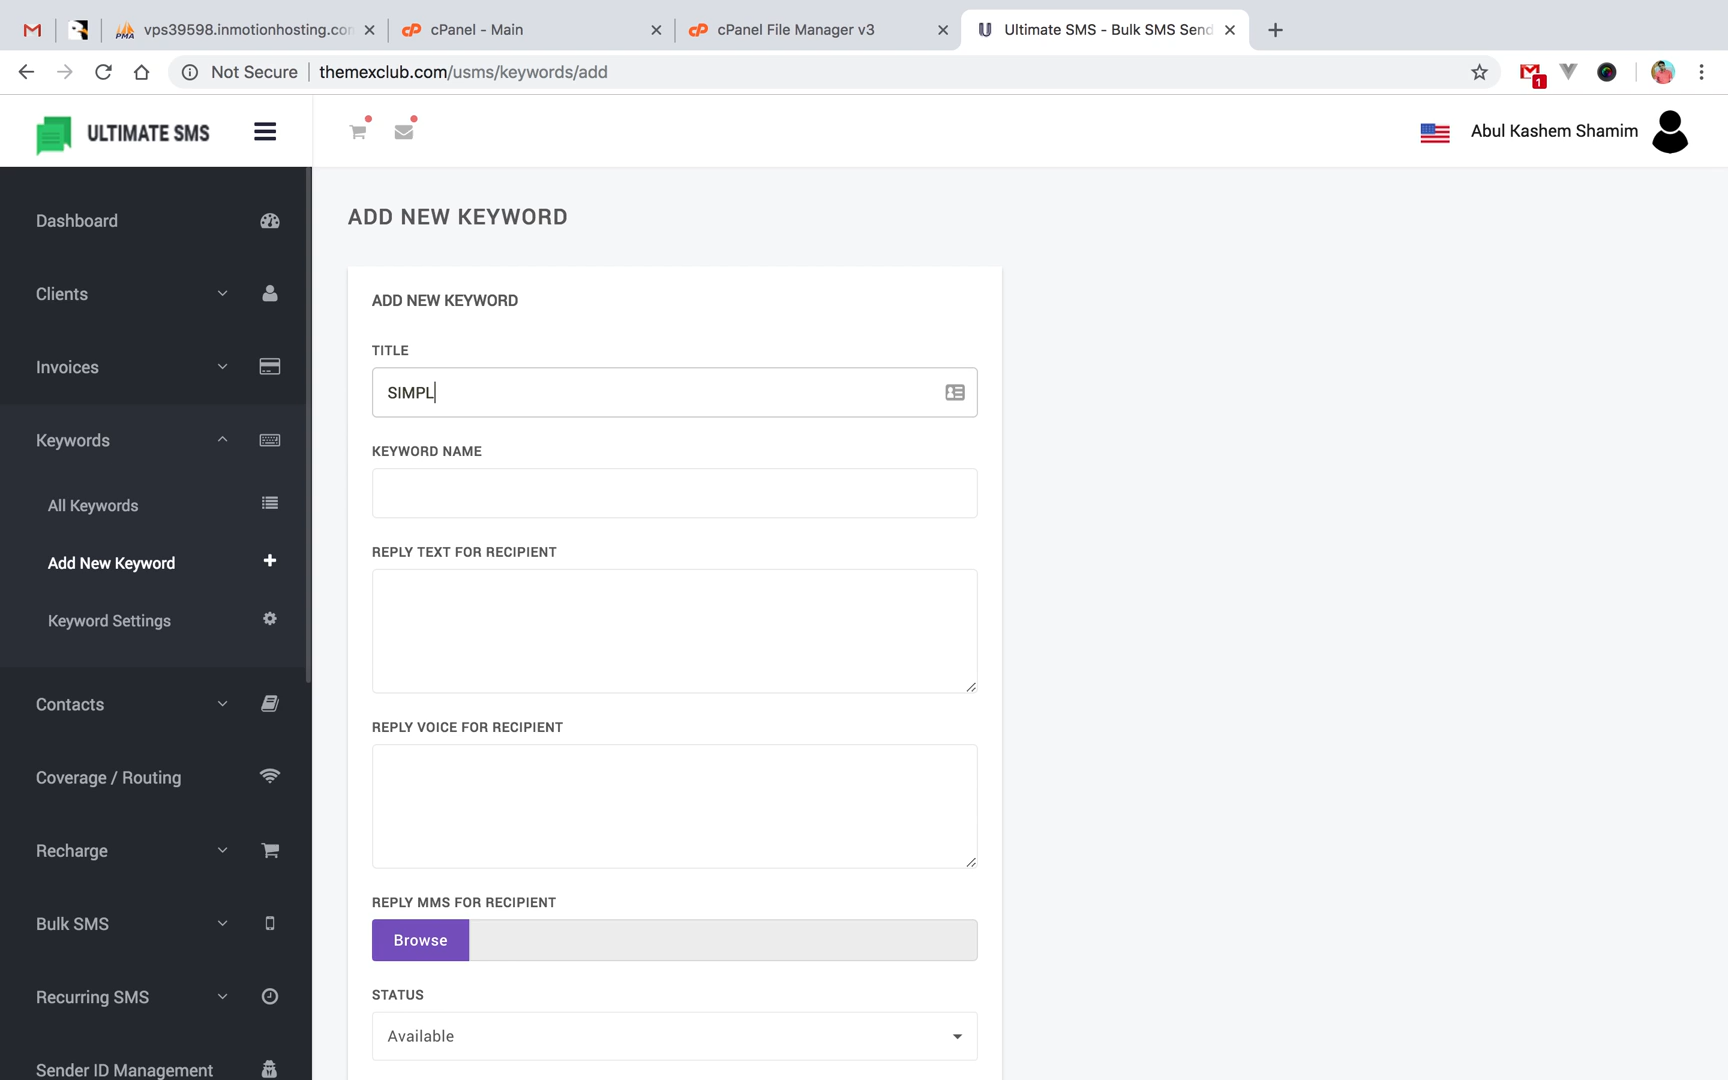 vps39598.inmotionhosting.con
cPanel - Main
cPanel File Manager v3
Ultimate SMS - Bulk SMS Send
Not Secure
themexclub.com/usms/keywords/add
1
ULTIMATE SMS
Abul Kashem Shamim
Dashboard
Clients
Invoices
Keywords
All Keywords
Add New Keyword
Keyword Settings
Contacts
Coverage / Routing
Recharge
Bulk SMS
Recurring SMS
Sender ID Management
ADD NEW KEYWORD
ADD NEW KEYWORD
TITLE
SIMPL
KEYWORD NAME
REPLY TEXT FOR RECIPIENT
REPLY VOICE FOR RECIPIENT
REPLY MMS FOR RECIPIENT
Browse
STATUS
Available